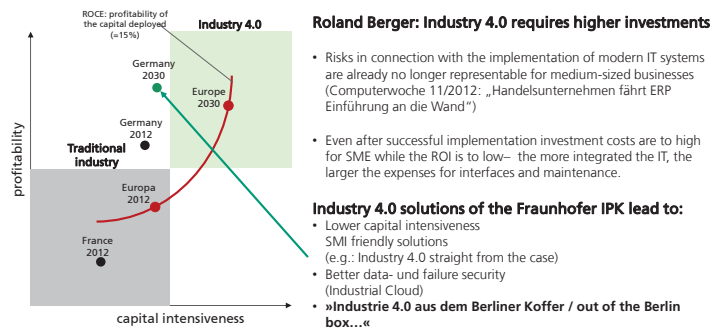 ROCE: profitability of
the capital deployed
(=15%)
Industry 4.0
Germany
2030
Europe
2030
Germany
2012
Traditional
industry
Europa
2012
France
2012
profitability
capital intensiveness
Roland Berger: Industry 4.0 requires higher investments
• Risks in connection with the implementation of modern IT systems
are already no longer representable for medium-sized businesses
(Computerwoche 11/2012: „Handelsunternehmen fährt ERP
Einführung an die Wand“)
• Even after successful implementation investment costs are to high
for SME while the ROI is to low– the more integrated the IT, the
larger the expenses for interfaces and maintenance.
Industry 4.0 solutions of the Fraunhofer IPK lead to:
• Lower capital intensiveness
SMI friendly solutions
(e.g.: Industry 4.0 straight from the case)
• Better data- und failure security
(Industrial Cloud)
• »Industrie 4.0 aus dem Berliner Koffer / out of the Berlin
box…«